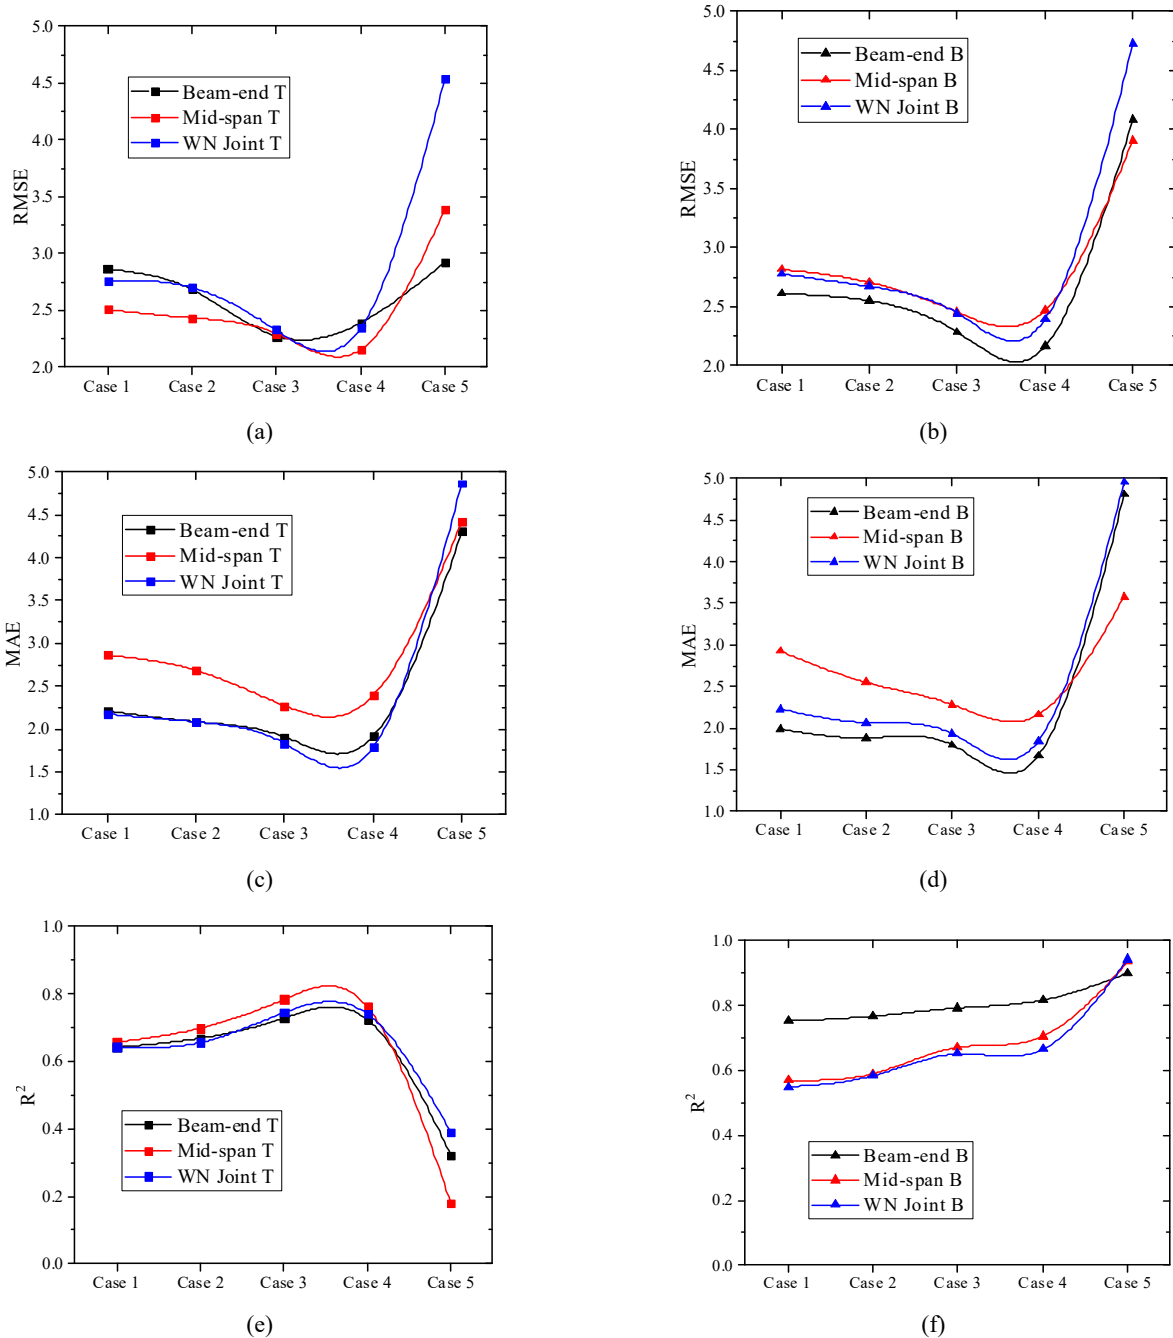 5.0
4.5
4.0
3.5
3.0
2.5
2.0
RMSE
Beam-end T
Mid-span T
WN Joint T
Case 1 Case 2 Case 3 Case 4 Case 5
(a)
5.0
4.5
4.0
3.5
3.0
2.5
2.0
RMSE
Beam-end B
Mid-span B
WN Joint B
Case 1 Case 2 Case 3 Case 4 Case 5
(b)
5.0
4.5
4.0
3.5
3.0
2.5
2.0
1.5
1.0
MAE
Beam-end T
Mid-span T
WN Joint T
Case 1 Case 2 Case 3 Case 4 Case 5
(c)
5.0
4.5
4.0
3.5
3.0
2.5
2.0
1.5
1.0
MAE
Beam-end B
Mid-span B
WN Joint B
Case 1 Case 2 Case 3 Case 4 Case 5
(d)
1.0
0.8
0.6
0.4
0.2
0.0
R²
Beam-end T
Mid-span T
WN Joint T
Case 1 Case 2 Case 3 Case 4 Case 5
(e)
1.0
0.8
0.6
0.4
0.2
0.0
R²
Beam-end B
Mid-span B
WN Joint B
Case 1 Case 2 Case 3 Case 4 Case 5
(f)